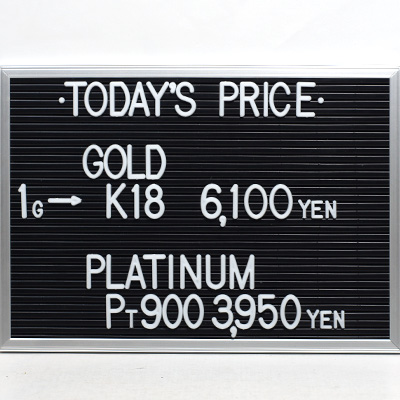 ·TODAY'S PRICE·
GOLD
1G→ K18 6,100 YEN
PLATINUM
PT900 3,950 YEN